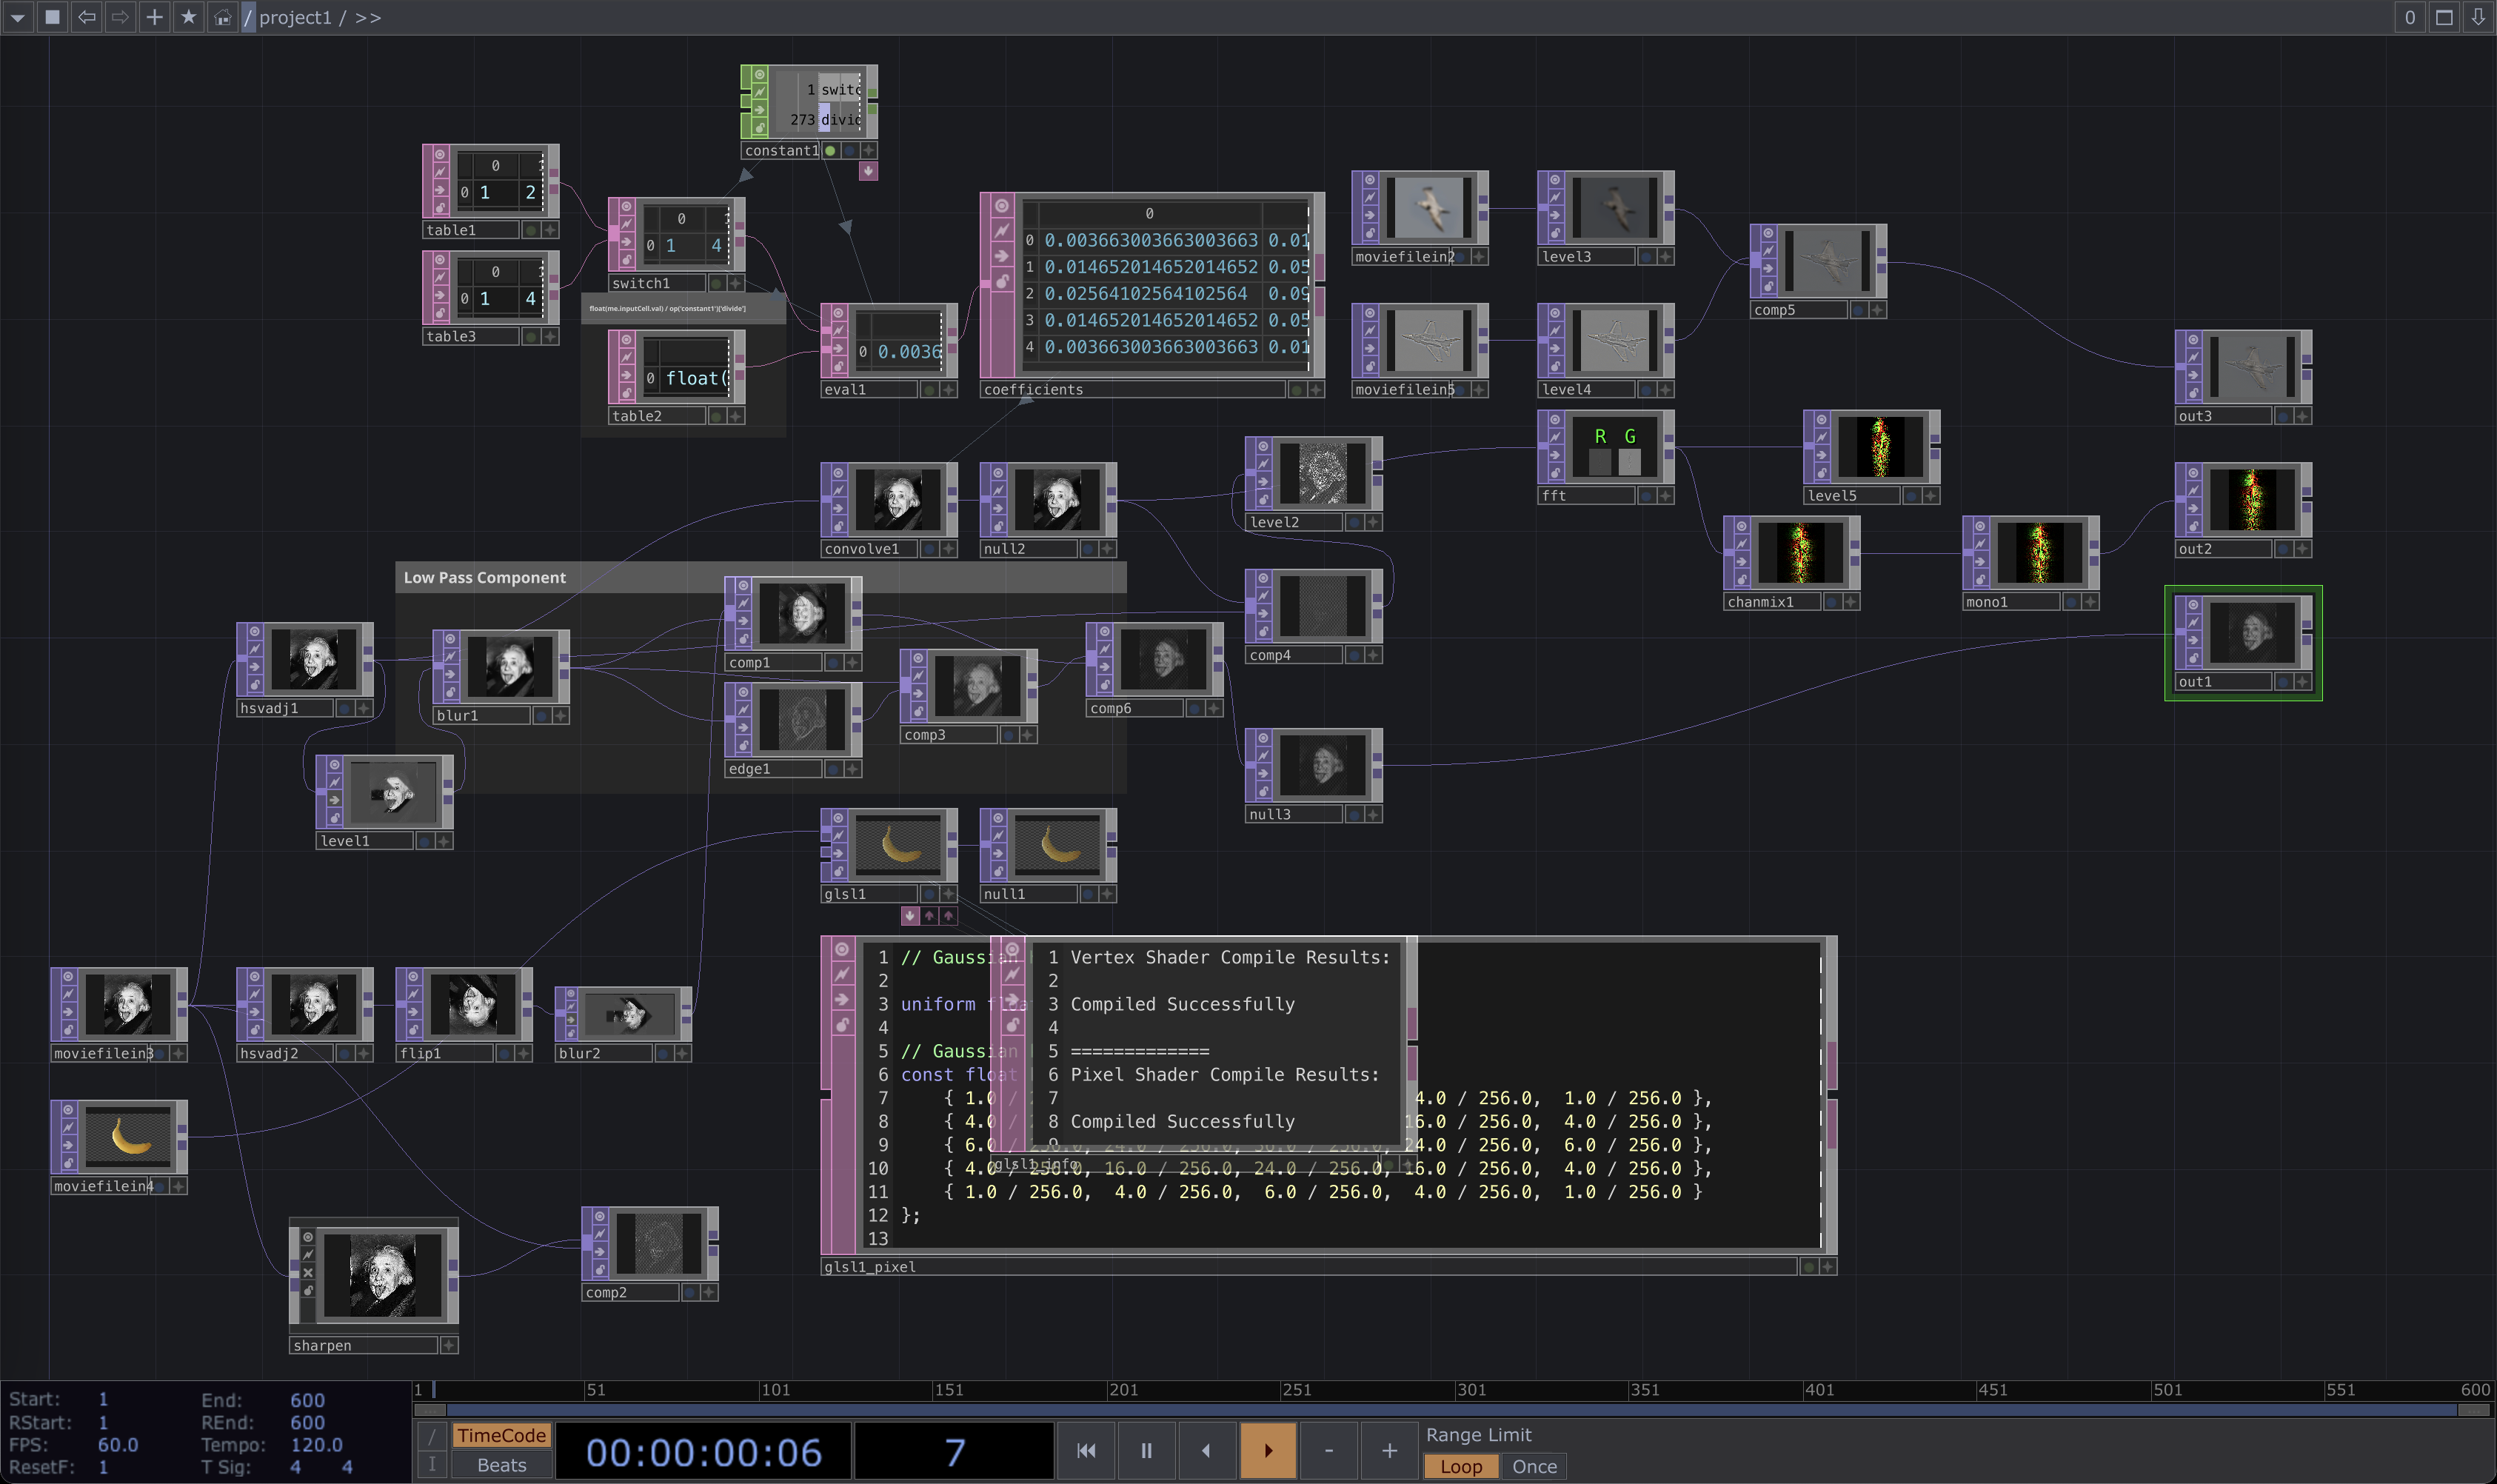 / project1 / >>
0
1 switc
273 divid
constant1
0
0 1 2
table1
0
0 1 4
table3
0
0 1 4
switch1
float(me.inputCell.val) / op('constant1')['divide']
0 float(
table2
0 0.0036
eval1
0
0 0.003663003663003663 0.01
1 0.014652014652014652 0.05
2 0.02564102564102564 0.09
3 0.014652014652014652 0.05
4 0.003663003663003663 0.01
coefficients
moviefilein2
level3
comp5
moviefilein5
level4
out3
R G
fft
level5
level2
convolve1
null2
out2
chanmix1
mono1
Low Pass Component
comp1
comp4
out1
hsvadj1
blur1
comp6
comp3
edge1
level1
null3
glsl1
null1
moviefilein3
hsvadj2
flip1
blur2
moviefilein4
sharpen
comp2
1 // Gaussian
2
3 uniform float
4
5 // Gaussian
6 const float
7 { 1.0 / 4.0 / 256.0, 1.0 / 256.0 },
8 { 4.0 / 16.0 / 256.0, 4.0 / 256.0 },
9 { 6.0 / 256.0, 24.0 / 256.0, 36.0 / 256.0, 24.0 / 256.0, 6.0 / 256.0 },
10 { 4.0 / 256.0, 16.0 / 256.0, 24.0 / 256.0, 16.0 / 256.0, 4.0 / 256.0 },
11 { 1.0 / 256.0, 4.0 / 256.0, 6.0 / 256.0, 4.0 / 256.0, 1.0 / 256.0 }
12 };
13
glsl1_pixel
1 Vertex Shader Compile Results:
2
3 Compiled Successfully
4
5 =============
6 Pixel Shader Compile Results:
7
8 Compiled Successfully
9
glsl1_info
1 51 101 151 201 251 301 351 401 451 501 551 600
Start: 1 End: 600
RStart: 1 REnd: 600
FPS: 60.0 Tempo: 120.0
ResetF: 1 T Sig: 4 4
/
I
TimeCode
Beats
00:00:00:06
7
- +
Range Limit
Loop Once